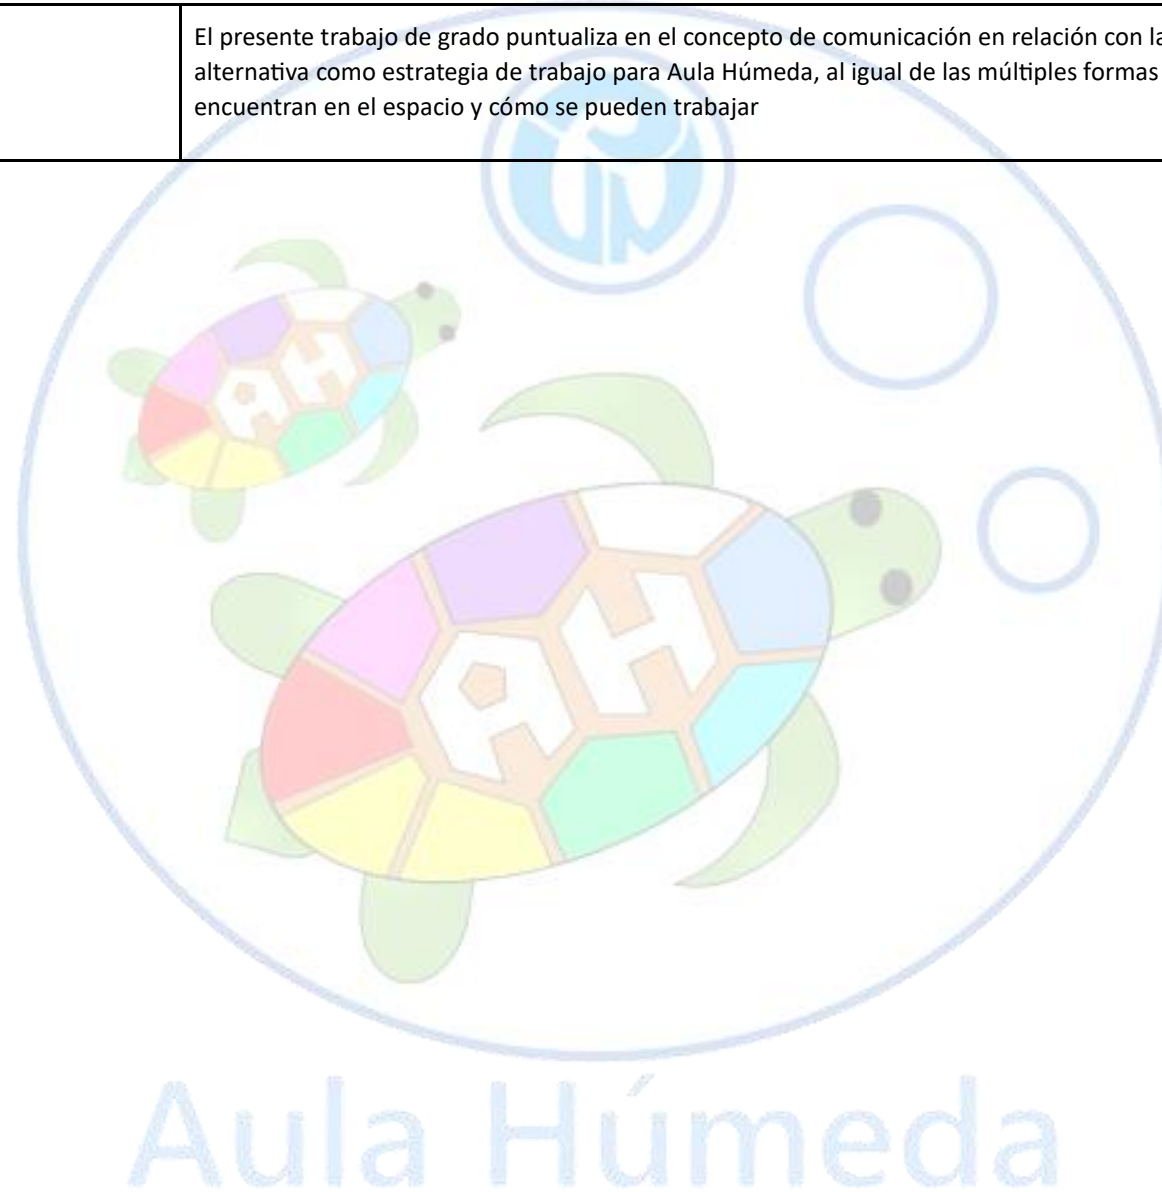 El presente trabajo de grado puntualiza en el concepto de comunicación en relación con la
alternativa como estrategia de trabajo para Aula Húmeda, al igual de las múltiples formas
encuentran en el espacio y cómo se pueden trabajar
AH
AH
Aula Húmeda